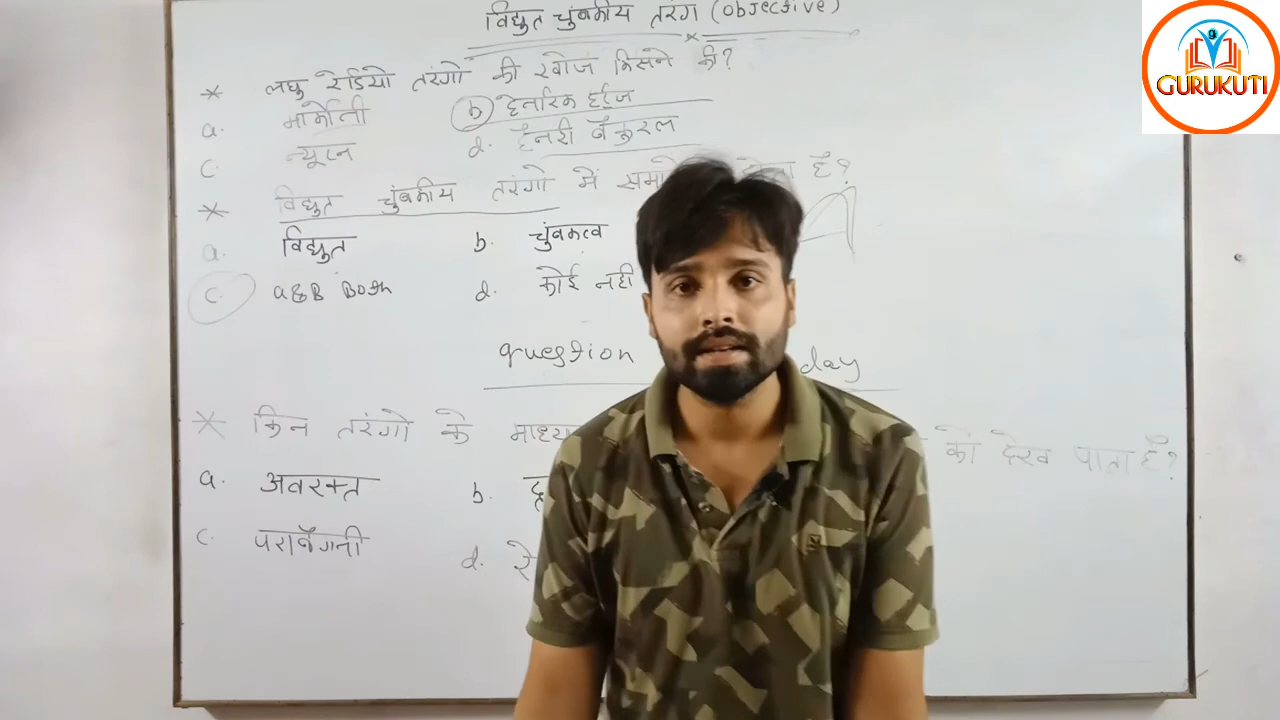 विद्युत चुंबकीय तरंग (objective)
* लघु रेडियो तरंगो की खोज किसने की?
a. मार्कोनी b) हेनरिक हर्ट्ज
c. न्यूटन d. हैनरी बैकुरल
* विद्युत चुंबकीय तरंगो में है?
a. विद्युत b. चुंबकत्व
c. a & B Both d. कोई नही
question day
* किन तरंगो के को देख पाता है?
a. अवरक्त b.
c. पराबैंगनी d.
GURUKUTI